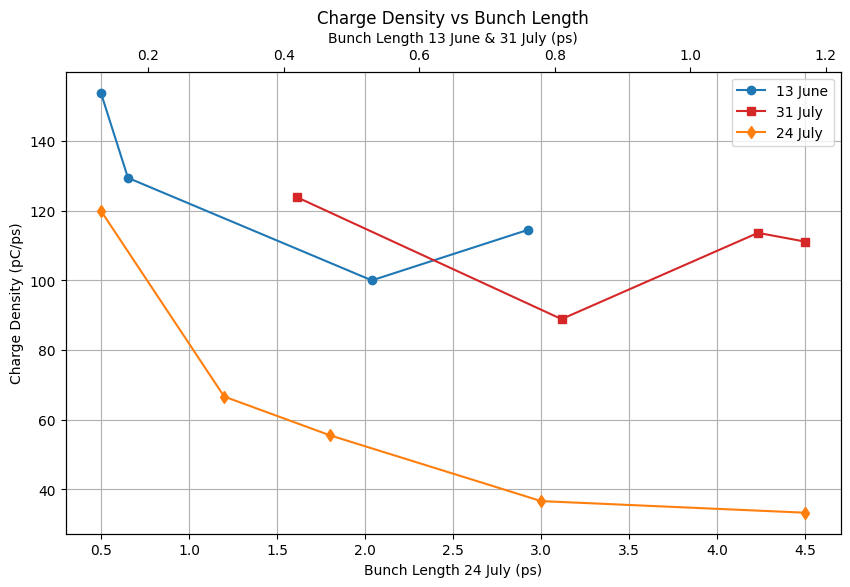 Charge Density vs Bunch Length
Bunch Length 13 June & 31 July (ps)
0.2 0.4 0.6 0.8 1.0 1.2
13 June
31 July
24 July
140
120
100
80
60
40
Charge Density (pC/ps)
0.5 1.0 1.5 2.0 2.5 3.0 3.5 4.0 4.5
Bunch Length 24 July (ps)